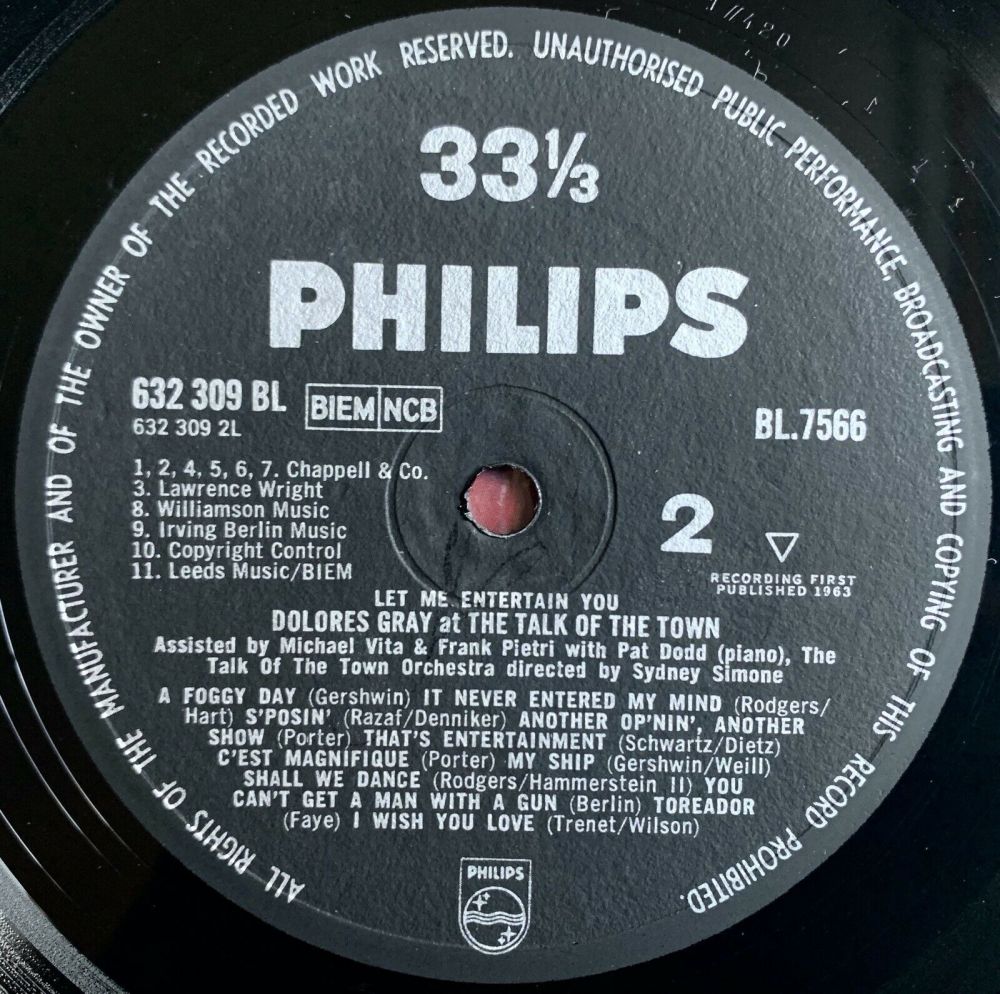 ALL RIGHTS OF THE MANUFACTURER AND OF THE OWNER OF THE RECORDED WORK RESERVED. UNAUTHORISED PUBLIC PERFORMANCE, BROADCASTING AND COPYING OF THIS RECORD PROHIBITED.
33⅓
PHILIPS
632 309 BL BIEM NCB
632 309 2L
BL.7566
1, 2, 4, 5, 6, 7. Chappell & Co.
3. Lawrence Wright
8. Williamson Music
9. Irving Berlin Music
10. Copyright Control
11. Leeds Music/BIEM
2
RECORDING FIRST
PUBLISHED 1963
LET ME ENTERTAIN YOU
DOLORES GRAY at THE TALK OF THE TOWN
Assisted by Michael Vita & Frank Pietri with Pat Dodd (piano), The
Talk Of The Town Orchestra directed by Sydney Simone
A FOGGY DAY (Gershwin) IT NEVER ENTERED MY MIND (Rodgers/
Hart) S'POSIN' (Razaf/Denniker) ANOTHER OP'NIN', ANOTHER
SHOW (Porter) THAT'S ENTERTAINMENT (Schwartz/Dietz)
C'EST MAGNIFIQUE (Porter) MY SHIP (Gershwin/Weill)
SHALL WE DANCE (Rodgers/Hammerstein II) YOU
CAN'T GET A MAN WITH A GUN (Berlin) TOREADOR
(Faye) I WISH YOU LOVE (Trenet/Wilson)
PHILIPS